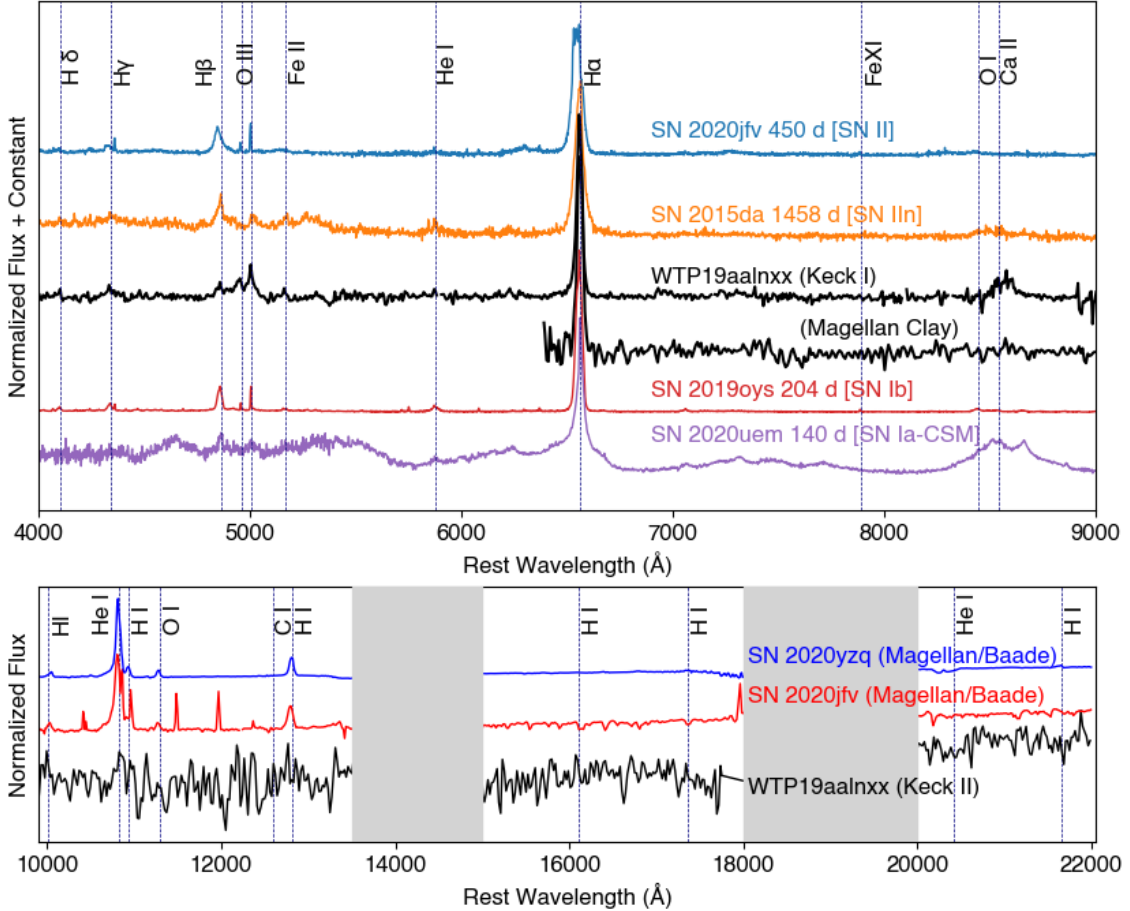 H δ
Hγ
Hβ
O III
Fe II
He I
Hα
FeXI
O I
Ca II
SN 2020jfv 450 d [SN II]
SN 2015da 1458 d [SN IIn]
WTP19aalnxx (Keck I)
(Magellan Clay)
SN 2019oys 204 d [SN Ib]
SN 2020uem 140 d [SN Ia-CSM]
Normalized Flux + Constant
4000 5000 6000 7000 8000 9000
Rest Wavelength (Å)
HI
He I
H I
O I
C I
H I
H I
H I
He I
H I
SN 2020yzq (Magellan/Baade)
SN 2020jfv (Magellan/Baade)
WTP19aalnxx (Keck II)
Normalized Flux
10000 12000 14000 16000 18000 20000 22000
Rest Wavelength (Å)